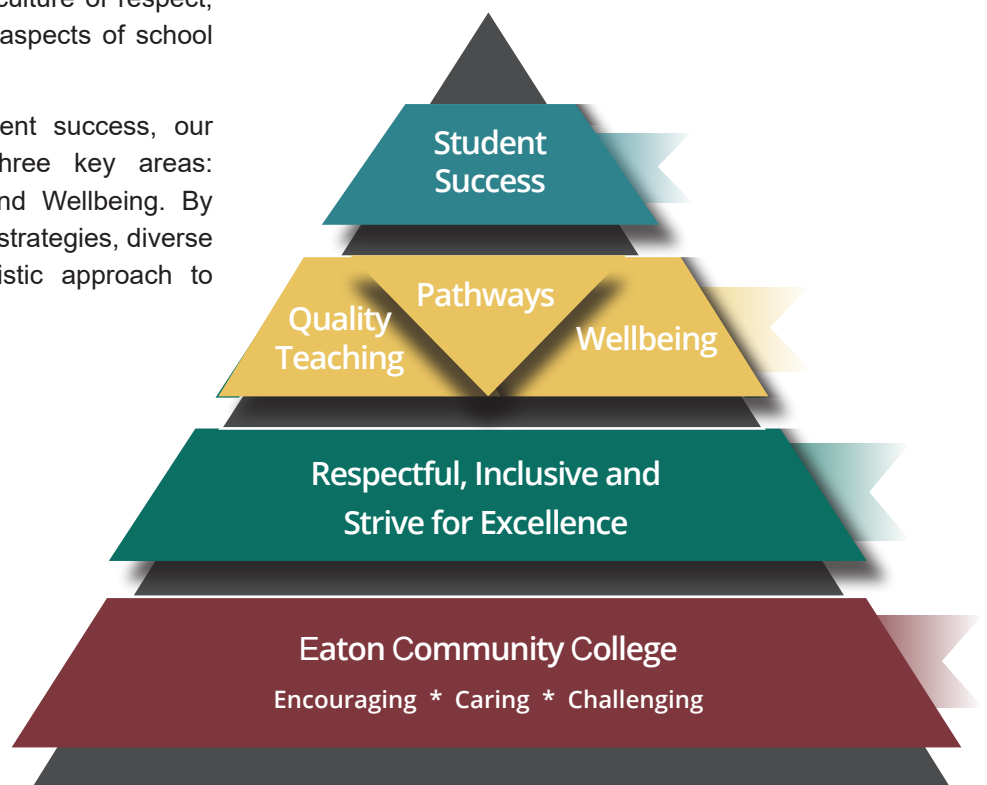 culture of respect,
aspects of school
ent success, our
hree key areas:
nd Wellbeing. By
strategies, diverse
istic approach to
Student
Success
Pathways
Quality
Teaching
Wellbeing
Respectful, Inclusive and
Strive for Excellence
Eaton Community College
Encouraging * Caring * Challenging